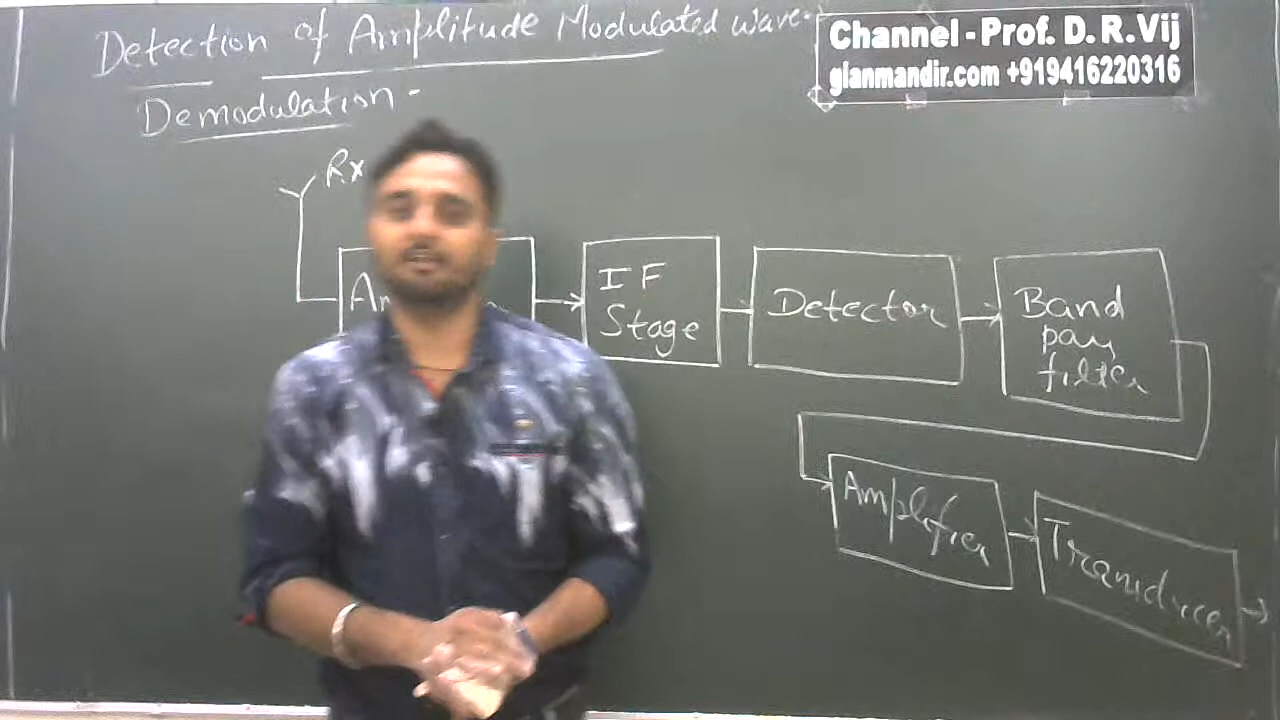 Detection of Amplitude Modulated wave-
Channel - Prof. D. R. Vij
gianmandir.com +919416220316
Demodulation -
Rx
IF
Stage
Detector
Band
pass
filter
Amplifier
Transducer